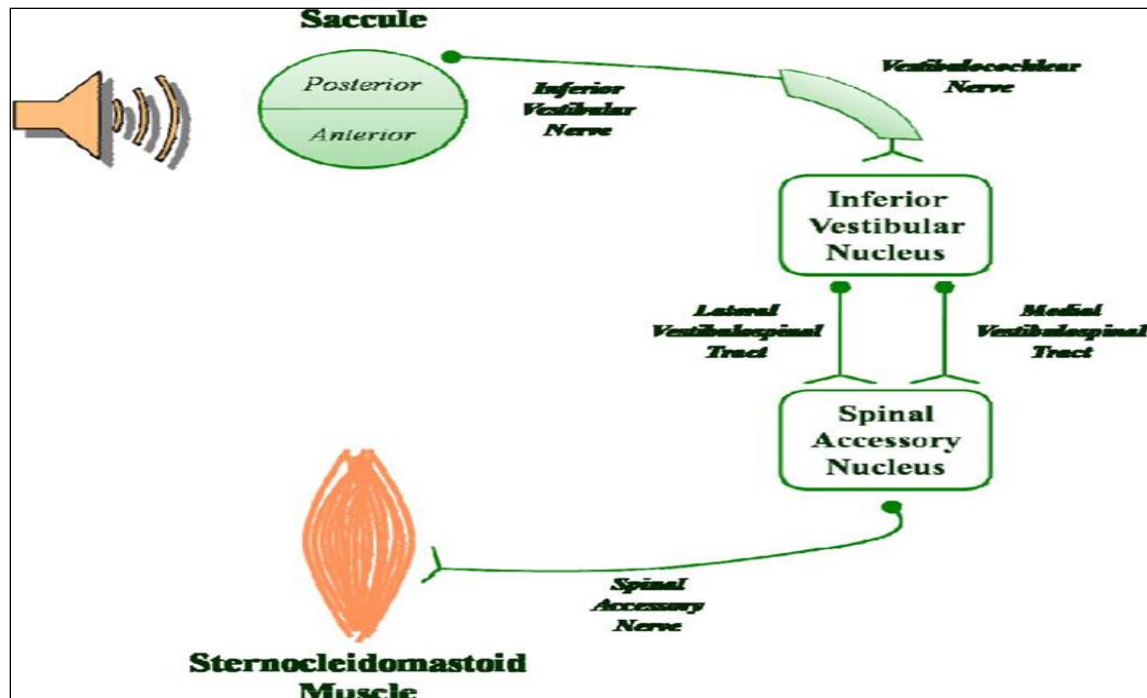 Saccule
Posterior
Anterior
Inferior
Vestibular
Nerve
Vestibulocochlear
Nerve
Inferior
Vestibular
Nucleus
Lateral
Vestibulospinal
Tract
Medial
Vestibulospinal
Tract
Spinal
Accessory
Nucleus
Spinal
Accessory
Nerve
Sternocleidomastoid
Muscle